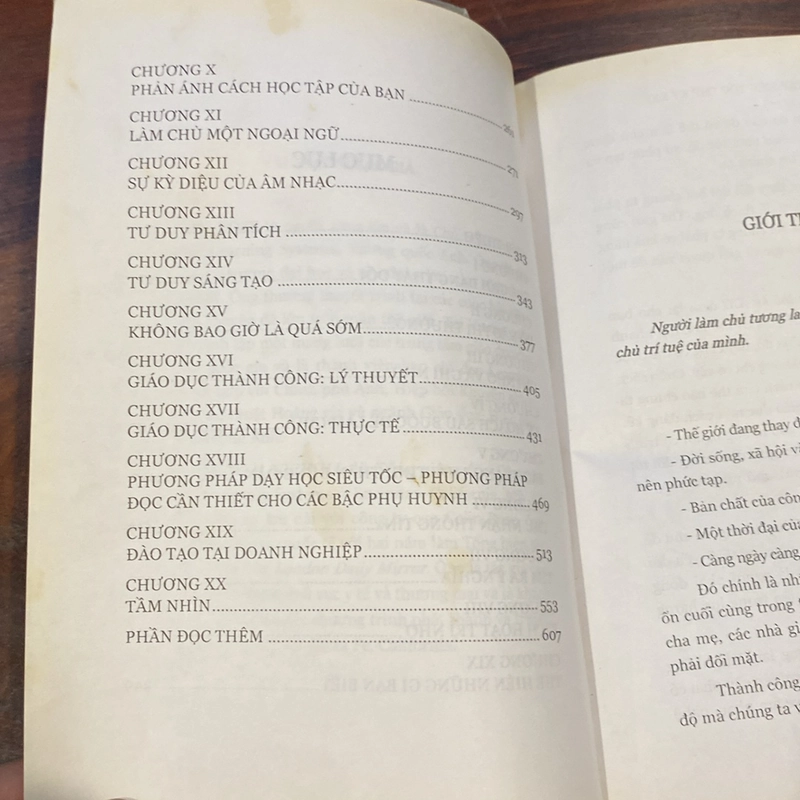 CHƯƠNG X
PHẢN ÁNH CÁCH HỌC TẬP CỦA BẠN ..........
CHƯƠNG XI
LÀM CHỦ MỘT NGOẠI NGỮ..........271
CHƯƠNG XII
SỰ KỲ DIỆU CỦA ÂM NHẠC..........297
CHƯƠNG XIII
TƯ DUY PHÂN TÍCH ..........313
CHƯƠNG XIV
TƯ DUY SÁNG TẠO ..........343
CHƯƠNG XV
KHÔNG BAO GIỜ LÀ QUÁ SỚM..........377
CHƯƠNG XVI
GIÁO DỤC THÀNH CÔNG: LÝ THUYẾT..........405
CHƯƠNG XVII
GIÁO DỤC THÀNH CÔNG: THỰC TẾ ..........431
CHƯƠNG XVIII
PHƯƠNG PHÁP DẠY HỌC SIÊU TỐC – PHƯƠNG PHÁP
ĐỌC CẦN THIẾT CHO CÁC BẬC PHỤ HUYNH ..........469
CHƯƠNG XIX
ĐÀO TẠO TẠI DOANH NGHIỆP..........513
CHƯƠNG XX
TẦM NHÌN..........553
PHẦN ĐỌC THÊM ..........607
GIỚI
Người làm chủ tương
chủ trí tuệ của mình.
- Thế giới đang thay
- Đời sống, xã hội
nên phức tạp.
- Bản chất của
- Một thời đại
- Càng ngày càng
Đó chính là
ốn cuối cùng trong
cha mẹ, các nhà
phải đối mặt.
Thành công
độ mà chúng ta